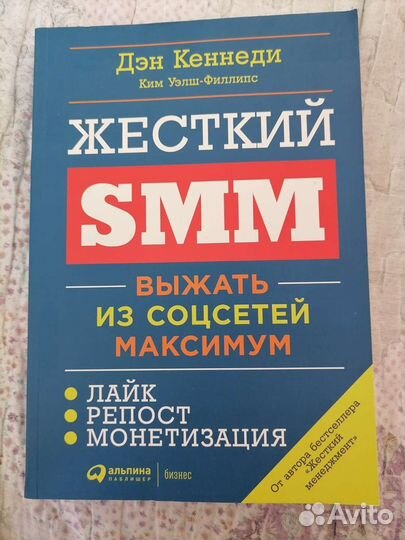 Дэн Кеннеди
Ким Уэлш-Филлипс
ЖЕСТКИЙ
SMM
ВЫЖАТЬ
ИЗ СОЦСЕТЕЙ
МАКСИМУМ
ЛАЙК
РЕПОСТ
МОНЕТИЗАЦИЯ
альпина
ПАБЛИШЕР
бизнес
От автора бестселлера
«Жесткий
менеджмент»
Avito